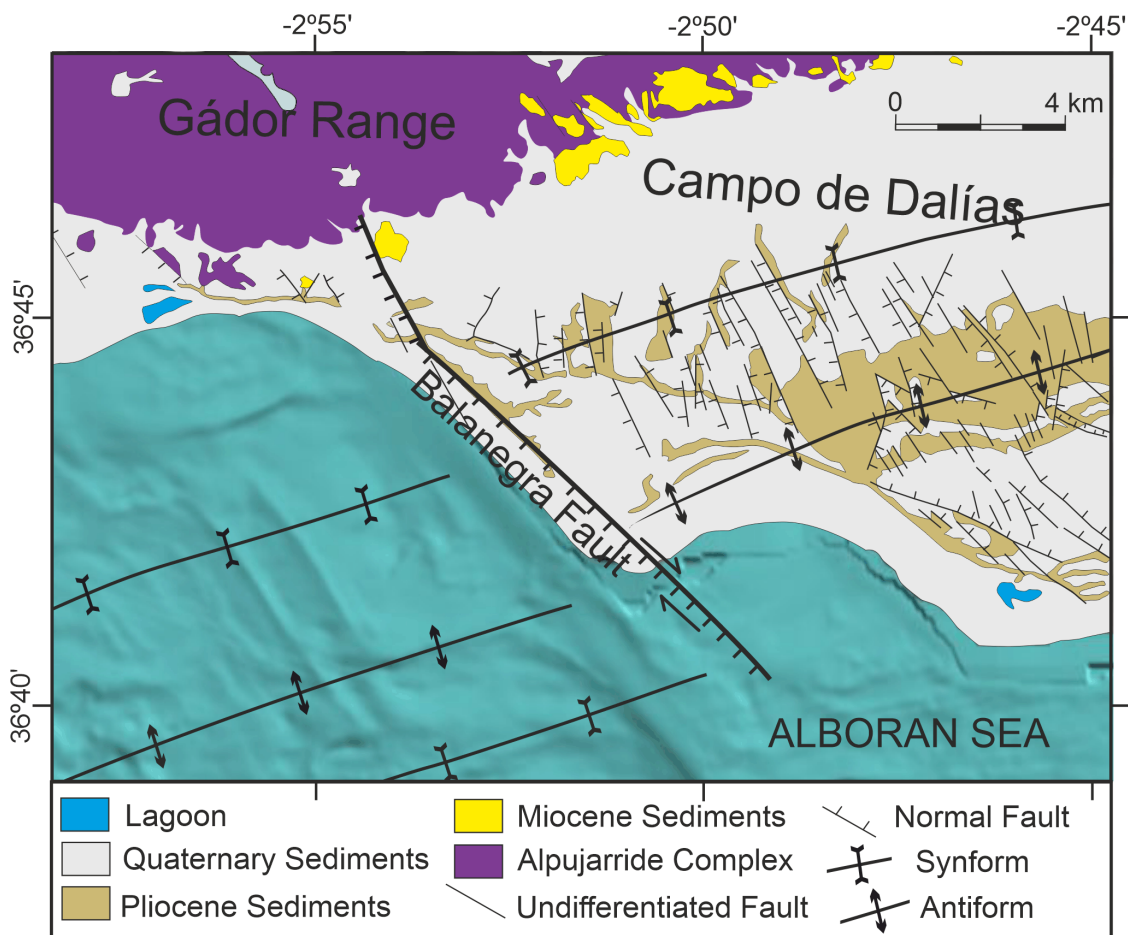 -2º55'
-2º50'
-2º45'
Gádor Range
0 4 km
Campo de Dalías
36º45'
Balanegra Fault
36º40'
ALBORAN SEA
Lagoon
Miocene Sediments
Normal Fault
Quaternary Sediments
Alpujarride Complex
Synform
Pliocene Sediments
Undifferentiated Fault
Antiform